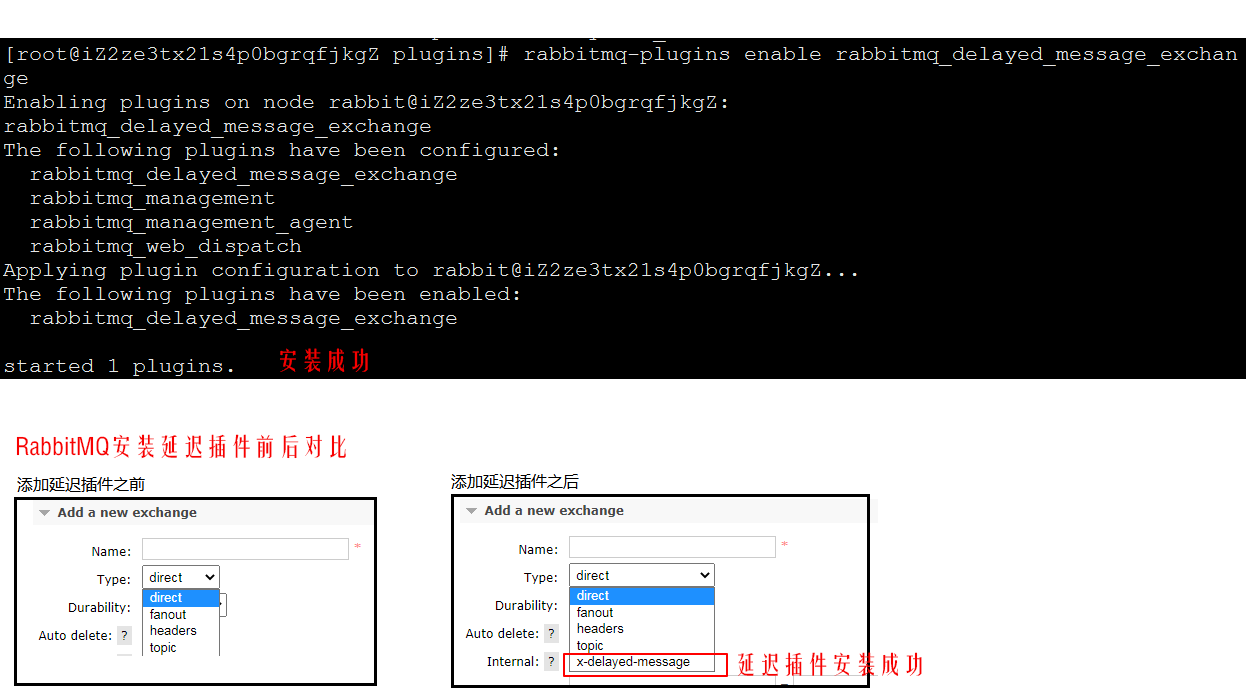 [root@iZ2ze3tx21s4p0bgrqfjkgZ plugins]# rabbitmq-plugins enable rabbitmq_delayed_message_exchan
ge
Enabling plugins on node rabbit@iZ2ze3tx21s4p0bgrqfjkgZ:
rabbitmq_delayed_message_exchange
The following plugins have been configured:
rabbitmq_delayed_message_exchange
rabbitmq_management
rabbitmq_management_agent
rabbitmq_web_dispatch
Applying plugin configuration to rabbit@iZ2ze3tx21s4p0bgrqfjkgZ...
The following plugins have been enabled:
rabbitmq_delayed_message_exchange
started 1 plugins. 安装成功
RabbitMQ安装延迟插件前后对比
添加延迟插件之前
Add a new exchange
Name: *
Type: direct
direct
Durability:
fanout
headers
Auto delete: ?
topic
添加延迟插件之后
Add a new exchange
Name: *
Type: direct
direct
Durability:
fanout
headers
Auto delete: ?
topic
Internal: ? x-delayed-message 延迟插件安装成功